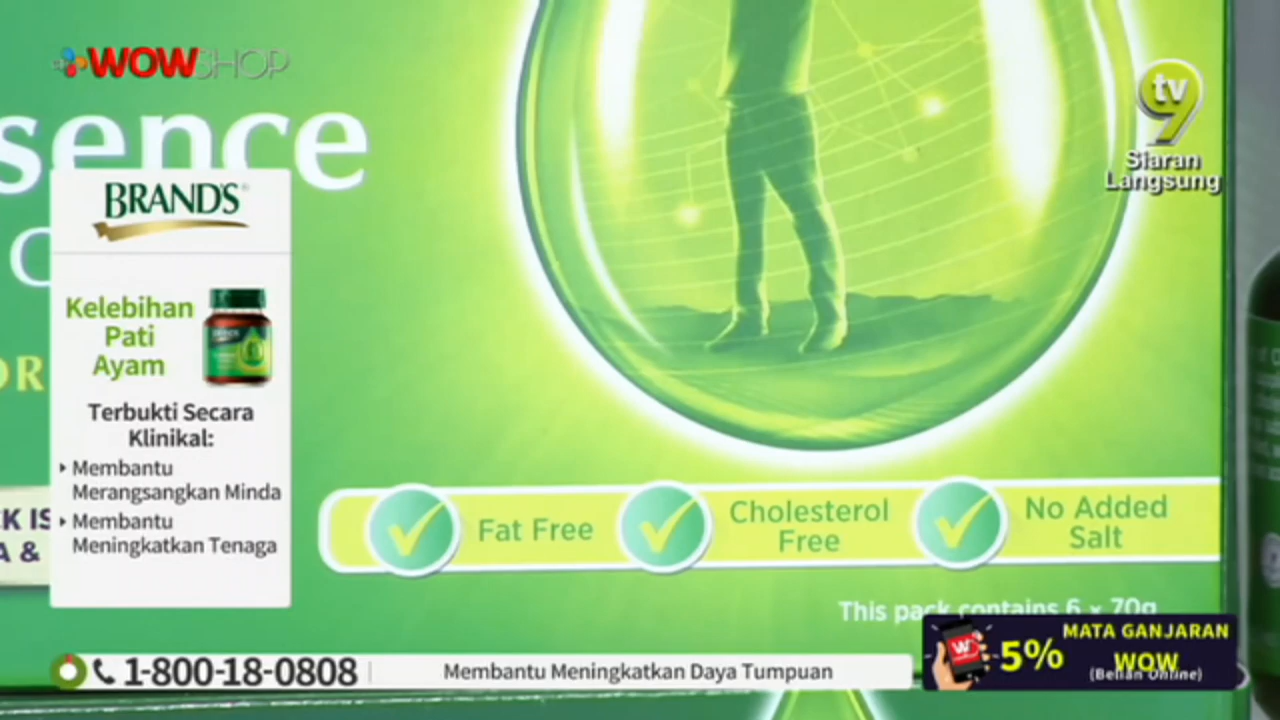 WOWSHOP
tv9
Siaran
Langsung
sence
BRAND'S®
Kelebihan
Pati
Ayam
Terbukti Secara
Klinikal:
Membantu
Merangsangkan Minda
Membantu
Meningkatkan Tenaga
CK IS
A &
Fat Free
Cholesterol
Free
No Added
Salt
This pack contains 6 x 70g
1-800-18-0808
Membantu Meningkatkan Daya Tumpuan
5%
MATA GANJARAN
WOW
(Belian Online)